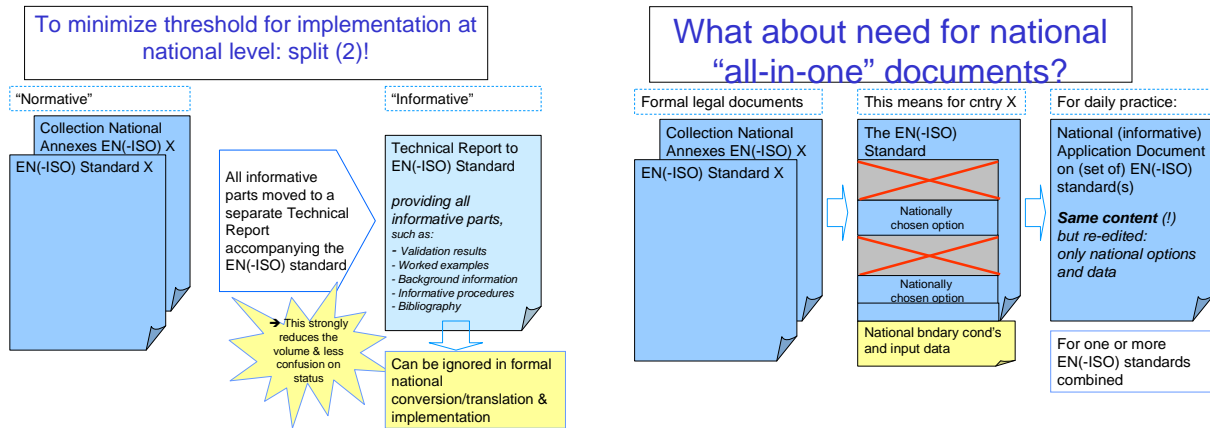 To minimize threshold for implementation at
national level: split (2)!
“Normative”
Collection National
Annexes EN(-ISO) X
EN(-ISO) Standard X
All informative
parts moved to a
separate Technical
Report
accompanying the
EN(-ISO) standard
➔ This strongly
reduces the
volume & less
confusion on
status
“Informative”
Technical Report to
EN(-ISO) Standard
providing all
informative parts,
such as:
- Validation results
- Worked examples
- Background information
- Informative procedures
- Bibliography
Can be ignored in formal
national
conversion/translation &
implementation
What about need for national
“all-in-one” documents?
Formal legal documents
Collection National
Annexes EN(-ISO) X
EN(-ISO) Standard X
This means for cntry X
The EN(-ISO)
Standard
Nationally
chosen option
Nationally
chosen option
National bndary cond's
and input data
For daily practice:
National (informative)
Application Document
on (set of) EN(-ISO)
standard(s)
Same content (!)
but re-edited:
only national options
and data
For one or more
EN(-ISO) standards
combined